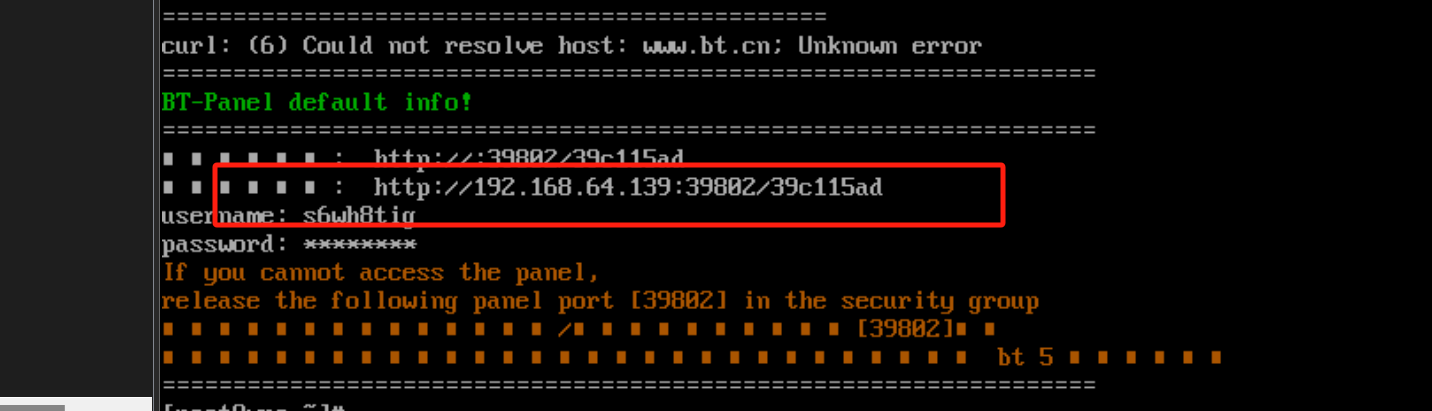 ===============================================
curl: (6) Could not resolve host: www.bt.cn; Unknown error
==================================================================
BT-Panel default info!
==================================================================
∎ ∎ ∎ ∎ ∎ ∎ : http://:39802/39c115ad
∎ ∎ ∎ ∎ ∎ ∎ : http://192.168.64.139:39802/39c115ad
username: s6wh8tig
password: ********
If you cannot access the panel,
release the following panel port [39802] in the security group
∎ ∎ ∎ ∎ ∎ ∎ ∎ ∎ ∎ ∎ ∎ ∎ ∎ ∎ /∎ ∎ ∎ ∎ ∎ ∎ ∎ ∎ ∎ ∎ [39802]∎ ∎
∎ ∎ ∎ ∎ ∎ ∎ ∎ ∎ ∎ ∎ ∎ ∎ ∎ ∎ ∎ ∎ ∎ ∎ ∎ ∎ ∎ ∎ ∎ ∎ ∎ ∎ ∎ ∎ ∎ bt 5 ∎ ∎ ∎ ∎ ∎ ∎
==================================================================